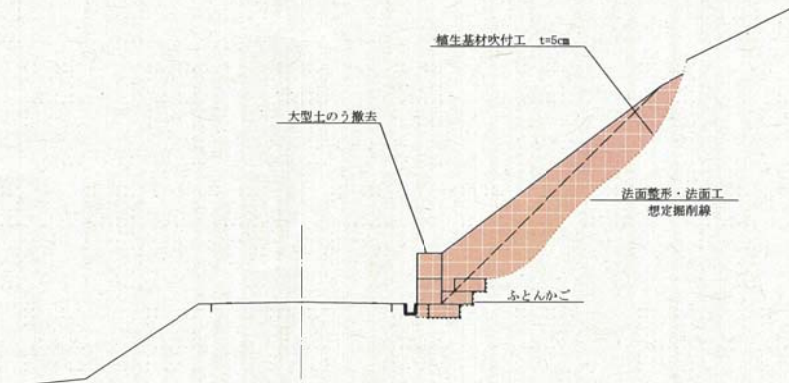 植生基材吹付工 t=5cm
大型土のう撤去
法面整形・法面工
想定掘削線
ふとんかご